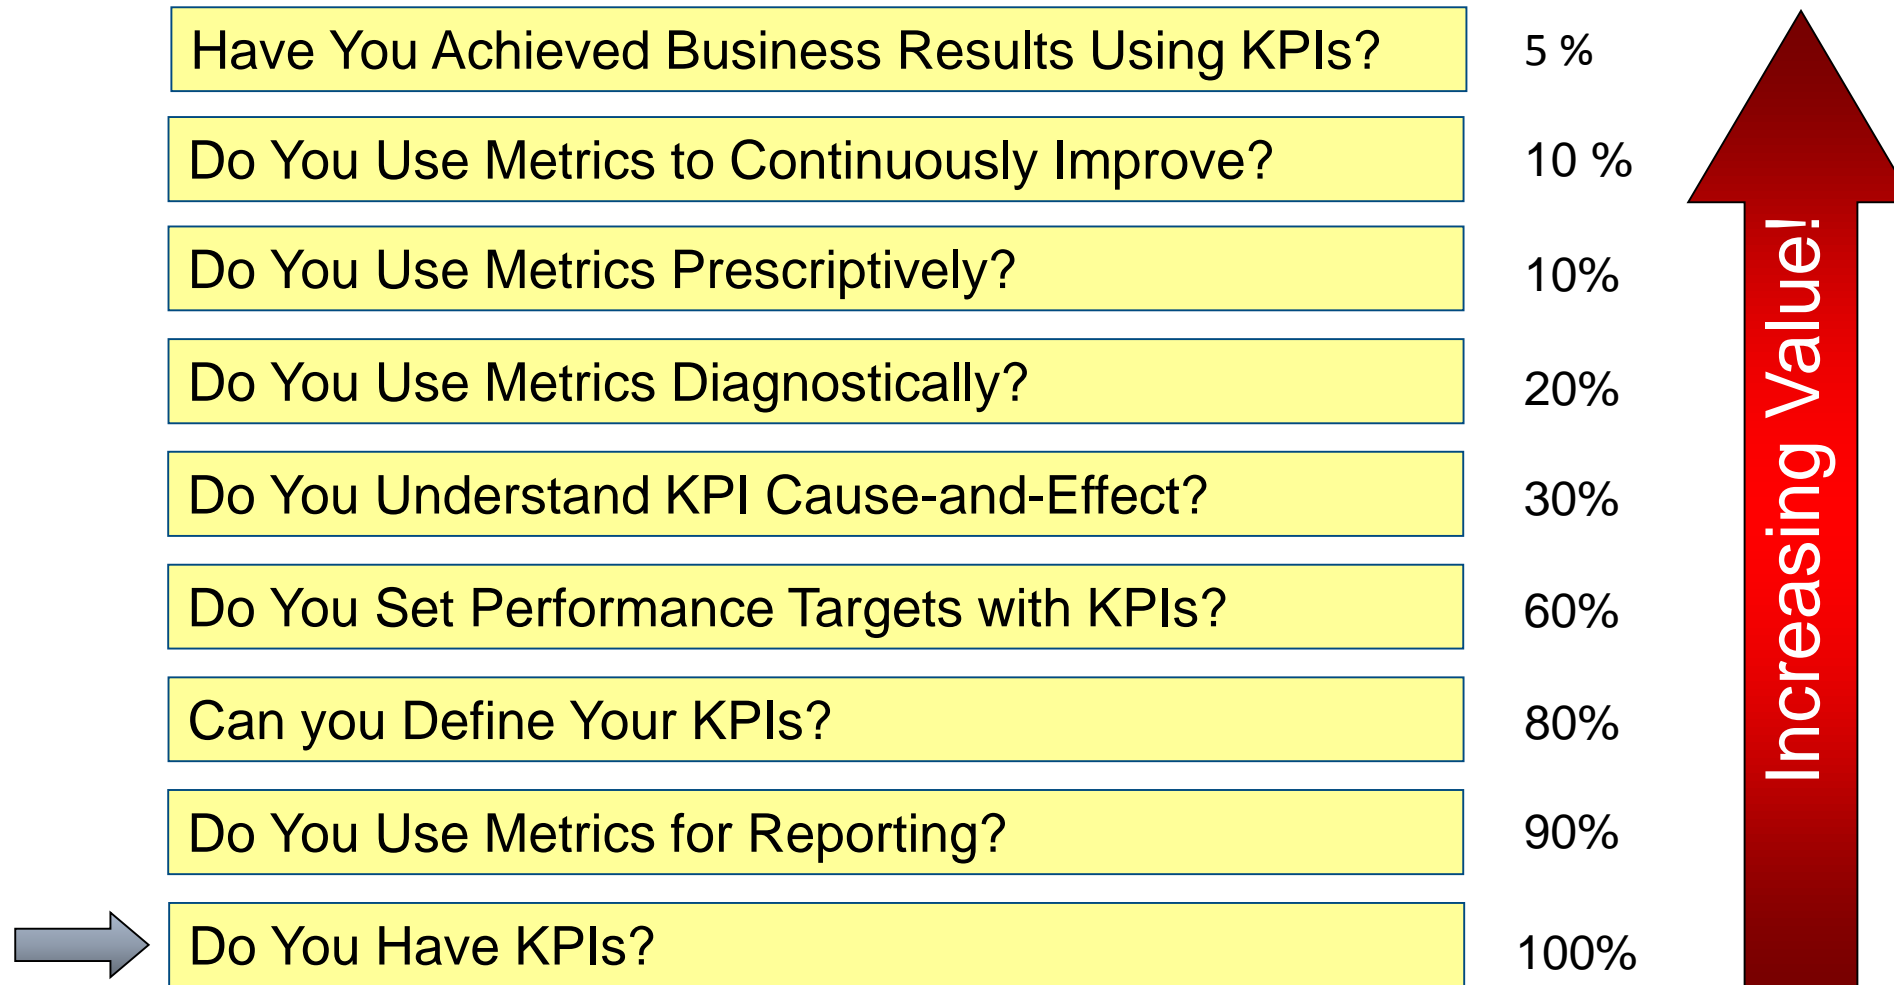 Have You Achieved Business Results Using KPIs? 5 %
Do You Use Metrics to Continuously Improve? 10 %
Do You Use Metrics Prescriptively? 10%
Do You Use Metrics Diagnostically? 20%
Do You Understand KPI Cause-and-Effect? 30%
Do You Set Performance Targets with KPIs? 60%
Can you Define Your KPIs? 80%
Do You Use Metrics for Reporting? 90%
Do You Have KPIs? 100%
Increasing Value!